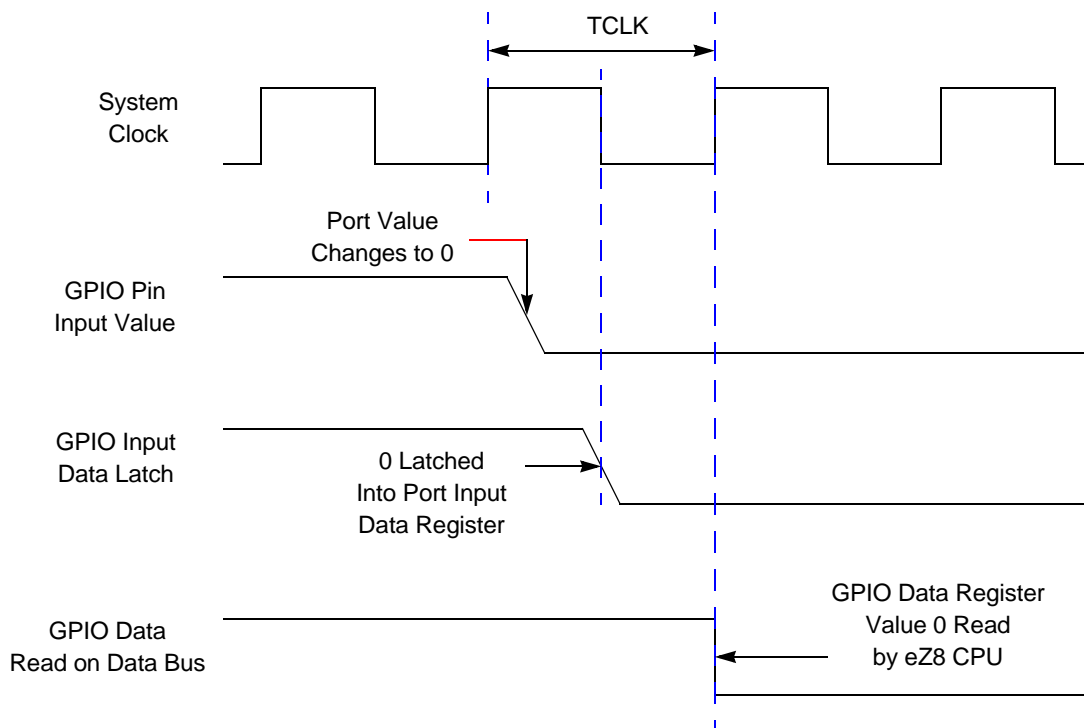 TCLK
System
Clock
Port Value
Changes to 0
GPIO Pin
Input Value
GPIO Input
Data Latch
0 Latched
Into Port Input
Data Register
GPIO Data Register
Value 0 Read
by eZ8 CPU
GPIO Data
Read on Data Bus